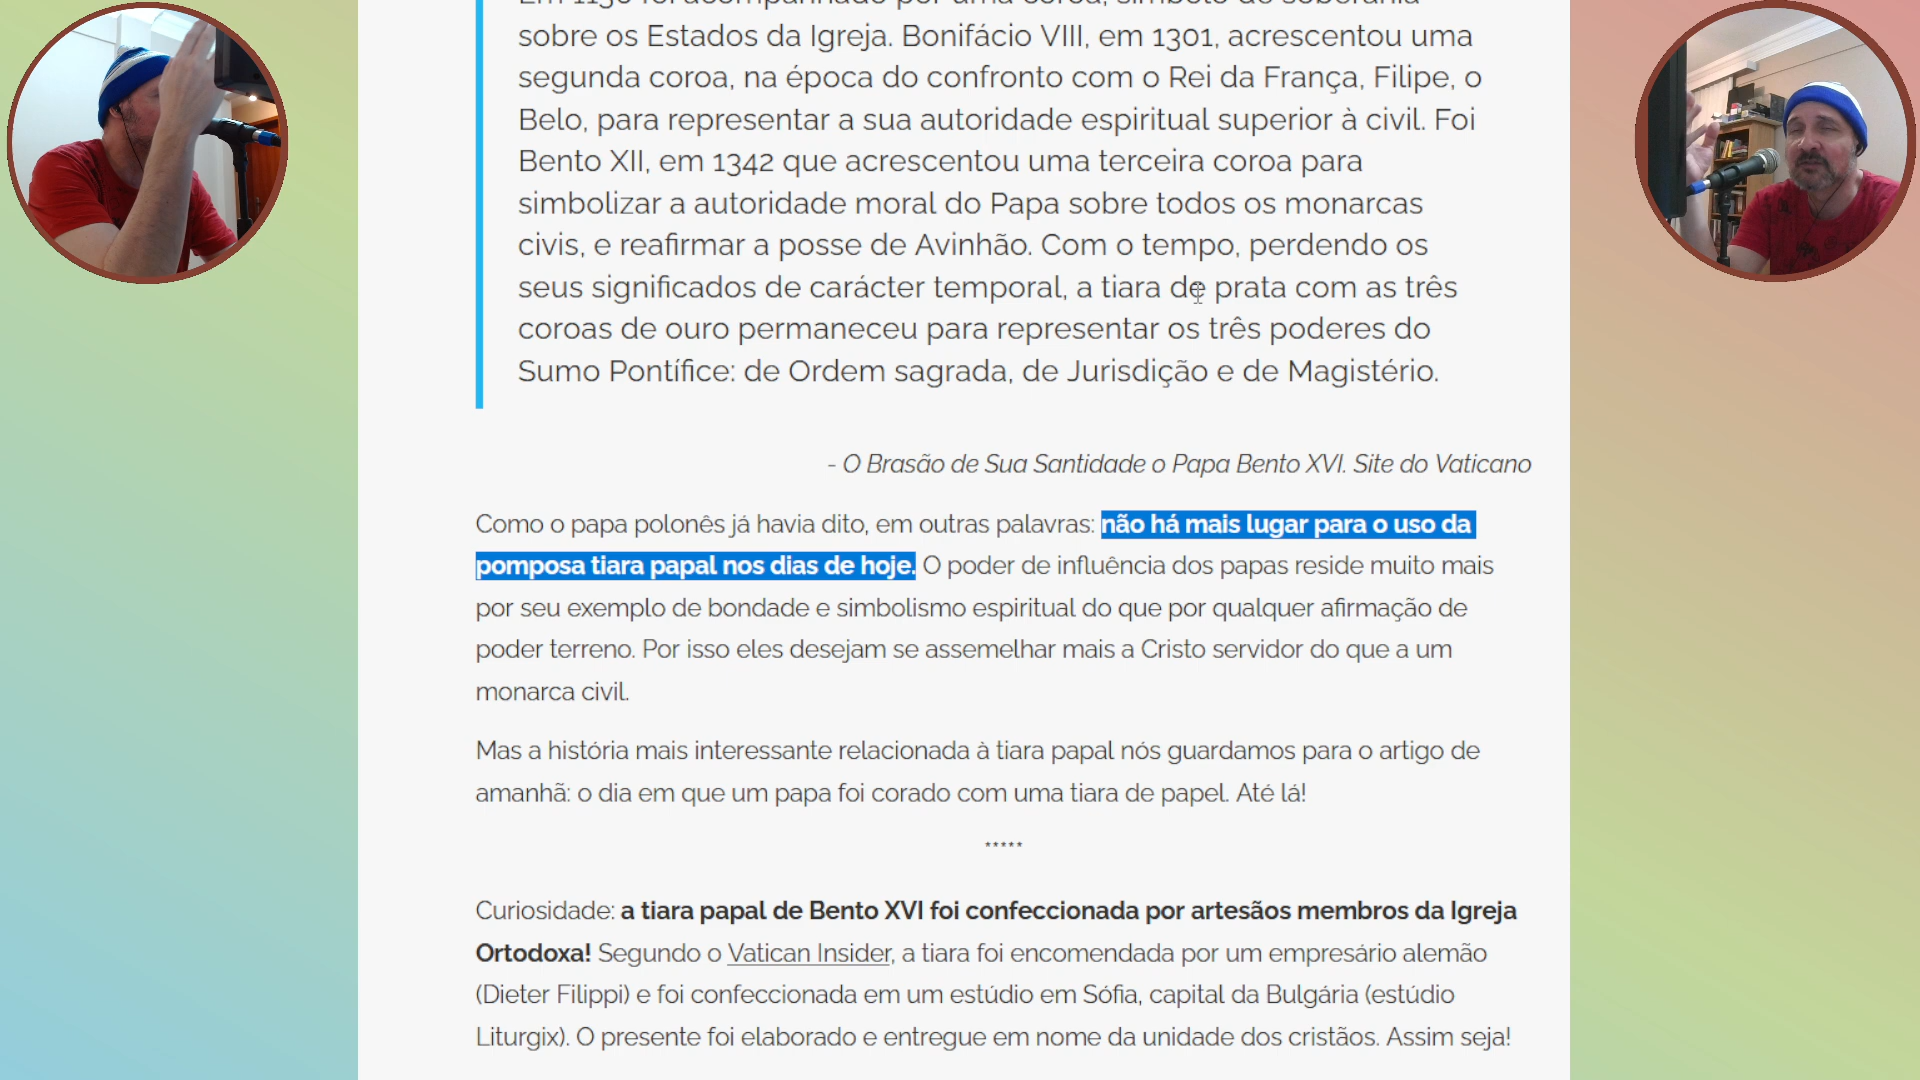 Em 1130 foi acompanhado por uma coroa, símbolo de soberania
sobre os Estados da Igreja. Bonifácio VIII, em 1301, acrescentou uma
segunda coroa, na época do confronto com o Rei da França, Filipe, o
Belo, para representar a sua autoridade espiritual superior à civil. Foi
Bento XII, em 1342 que acrescentou uma terceira coroa para
simbolizar a autoridade moral do Papa sobre todos os monarcas
civis, e reafirmar a posse de Avinhão. Com o tempo, perdendo os
seus significados de carácter temporal, a tiara de prata com as três
coroas de ouro permaneceu para representar os três poderes do
Sumo Pontífice: de Ordem sagrada, de Jurisdição e de Magistério.
- O Brasão de Sua Santidade o Papa Bento XVI. Site do Vaticano
Como o papa polonês já havia dito, em outras palavras: não há mais lugar para o uso da
pomposa tiara papal nos dias de hoje. O poder de influência dos papas reside muito mais
por seu exemplo de bondade e simbolismo espiritual do que por qualquer afirmação de
poder terreno. Por isso eles desejam se assemelhar mais a Cristo servidor do que a um
monarca civil.
Mas a história mais interessante relacionada à tiara papal nós guardamos para o artigo de
amanhã: o dia em que um papa foi corado com uma tiara de papel. Até lá!
*****
Curiosidade: a tiara papal de Bento XVI foi confeccionada por artesãos membros da Igreja
Ortodoxa! Segundo o Vatican Insider, a tiara foi encomendada por um empresário alemão
(Dieter Filippi) e foi confeccionada em um estúdio em Sófia, capital da Bulgária (estúdio
Liturgix). O presente foi elaborado e entregue em nome da unidade dos cristãos. Assim seja!